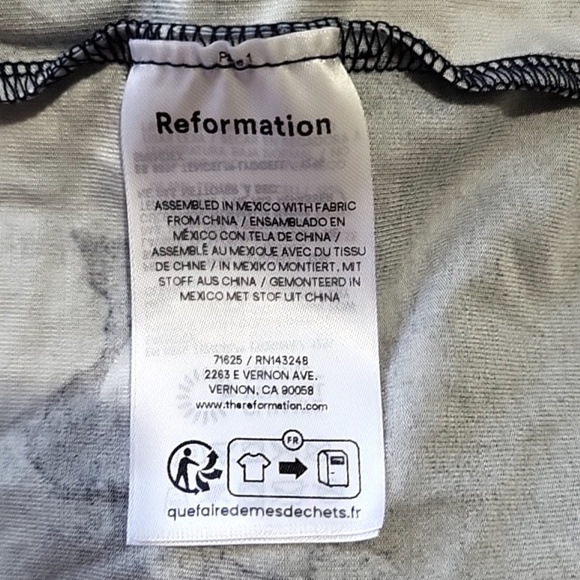 Reformation
ASSEMBLED IN MEXICO WITH FABRIC
FROM CHINA / ENSAMBLADO EN
MÉXICO CON TELA DE CHINA /
ASSEMBLÉ AU MEXIQUE AVEC DU TISSU
DE CHINE / IN MEXIKO MONTIERT, MIT
STOFF AUS CHINA / GEMONTEERD IN
MEXICO MET STOF UIT CHINA
71625 / RN143248
2263 E VERNON AVE.
VERNON, CA 90058
www.thereformation.com
FR
quefairedemesdechets.fr